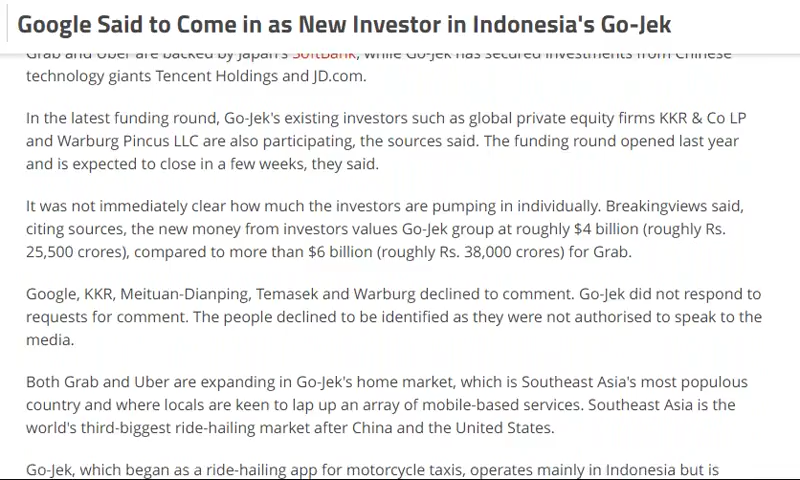 Google Said to Come in as New Investor in Indonesia's Go-Jek
Grab and Uber are backed by Japan's SoftBank, while Go-Jek has secured investments from Chinese
technology giants Tencent Holdings and JD.com.
In the latest funding round, Go-Jek's existing investors such as global private equity firms KKR & Co LP
and Warburg Pincus LLC are also participating, the sources said. The funding round opened last year
and is expected to close in a few weeks, they said.
It was not immediately clear how much the investors are pumping in individually. Breakingviews said,
citing sources, the new money from investors values Go-Jek group at roughly $4 billion (roughly Rs.
25,500 crores), compared to more than $6 billion (roughly Rs. 38,000 crores) for Grab.
Google, KKR, Meituan-Dianping, Temasek and Warburg declined to comment. Go-Jek did not respond to
requests for comment. The people declined to be identified as they were not authorised to speak to the
media.
Both Grab and Uber are expanding in Go-Jek's home market, which is Southeast Asia's most populous
country and where locals are keen to lap up an array of mobile-based services. Southeast Asia is the
world's third-biggest ride-hailing market after China and the United States.
Go-Jek, which began as a ride-hailing app for motorcycle taxis, operates mainly in Indonesia but is